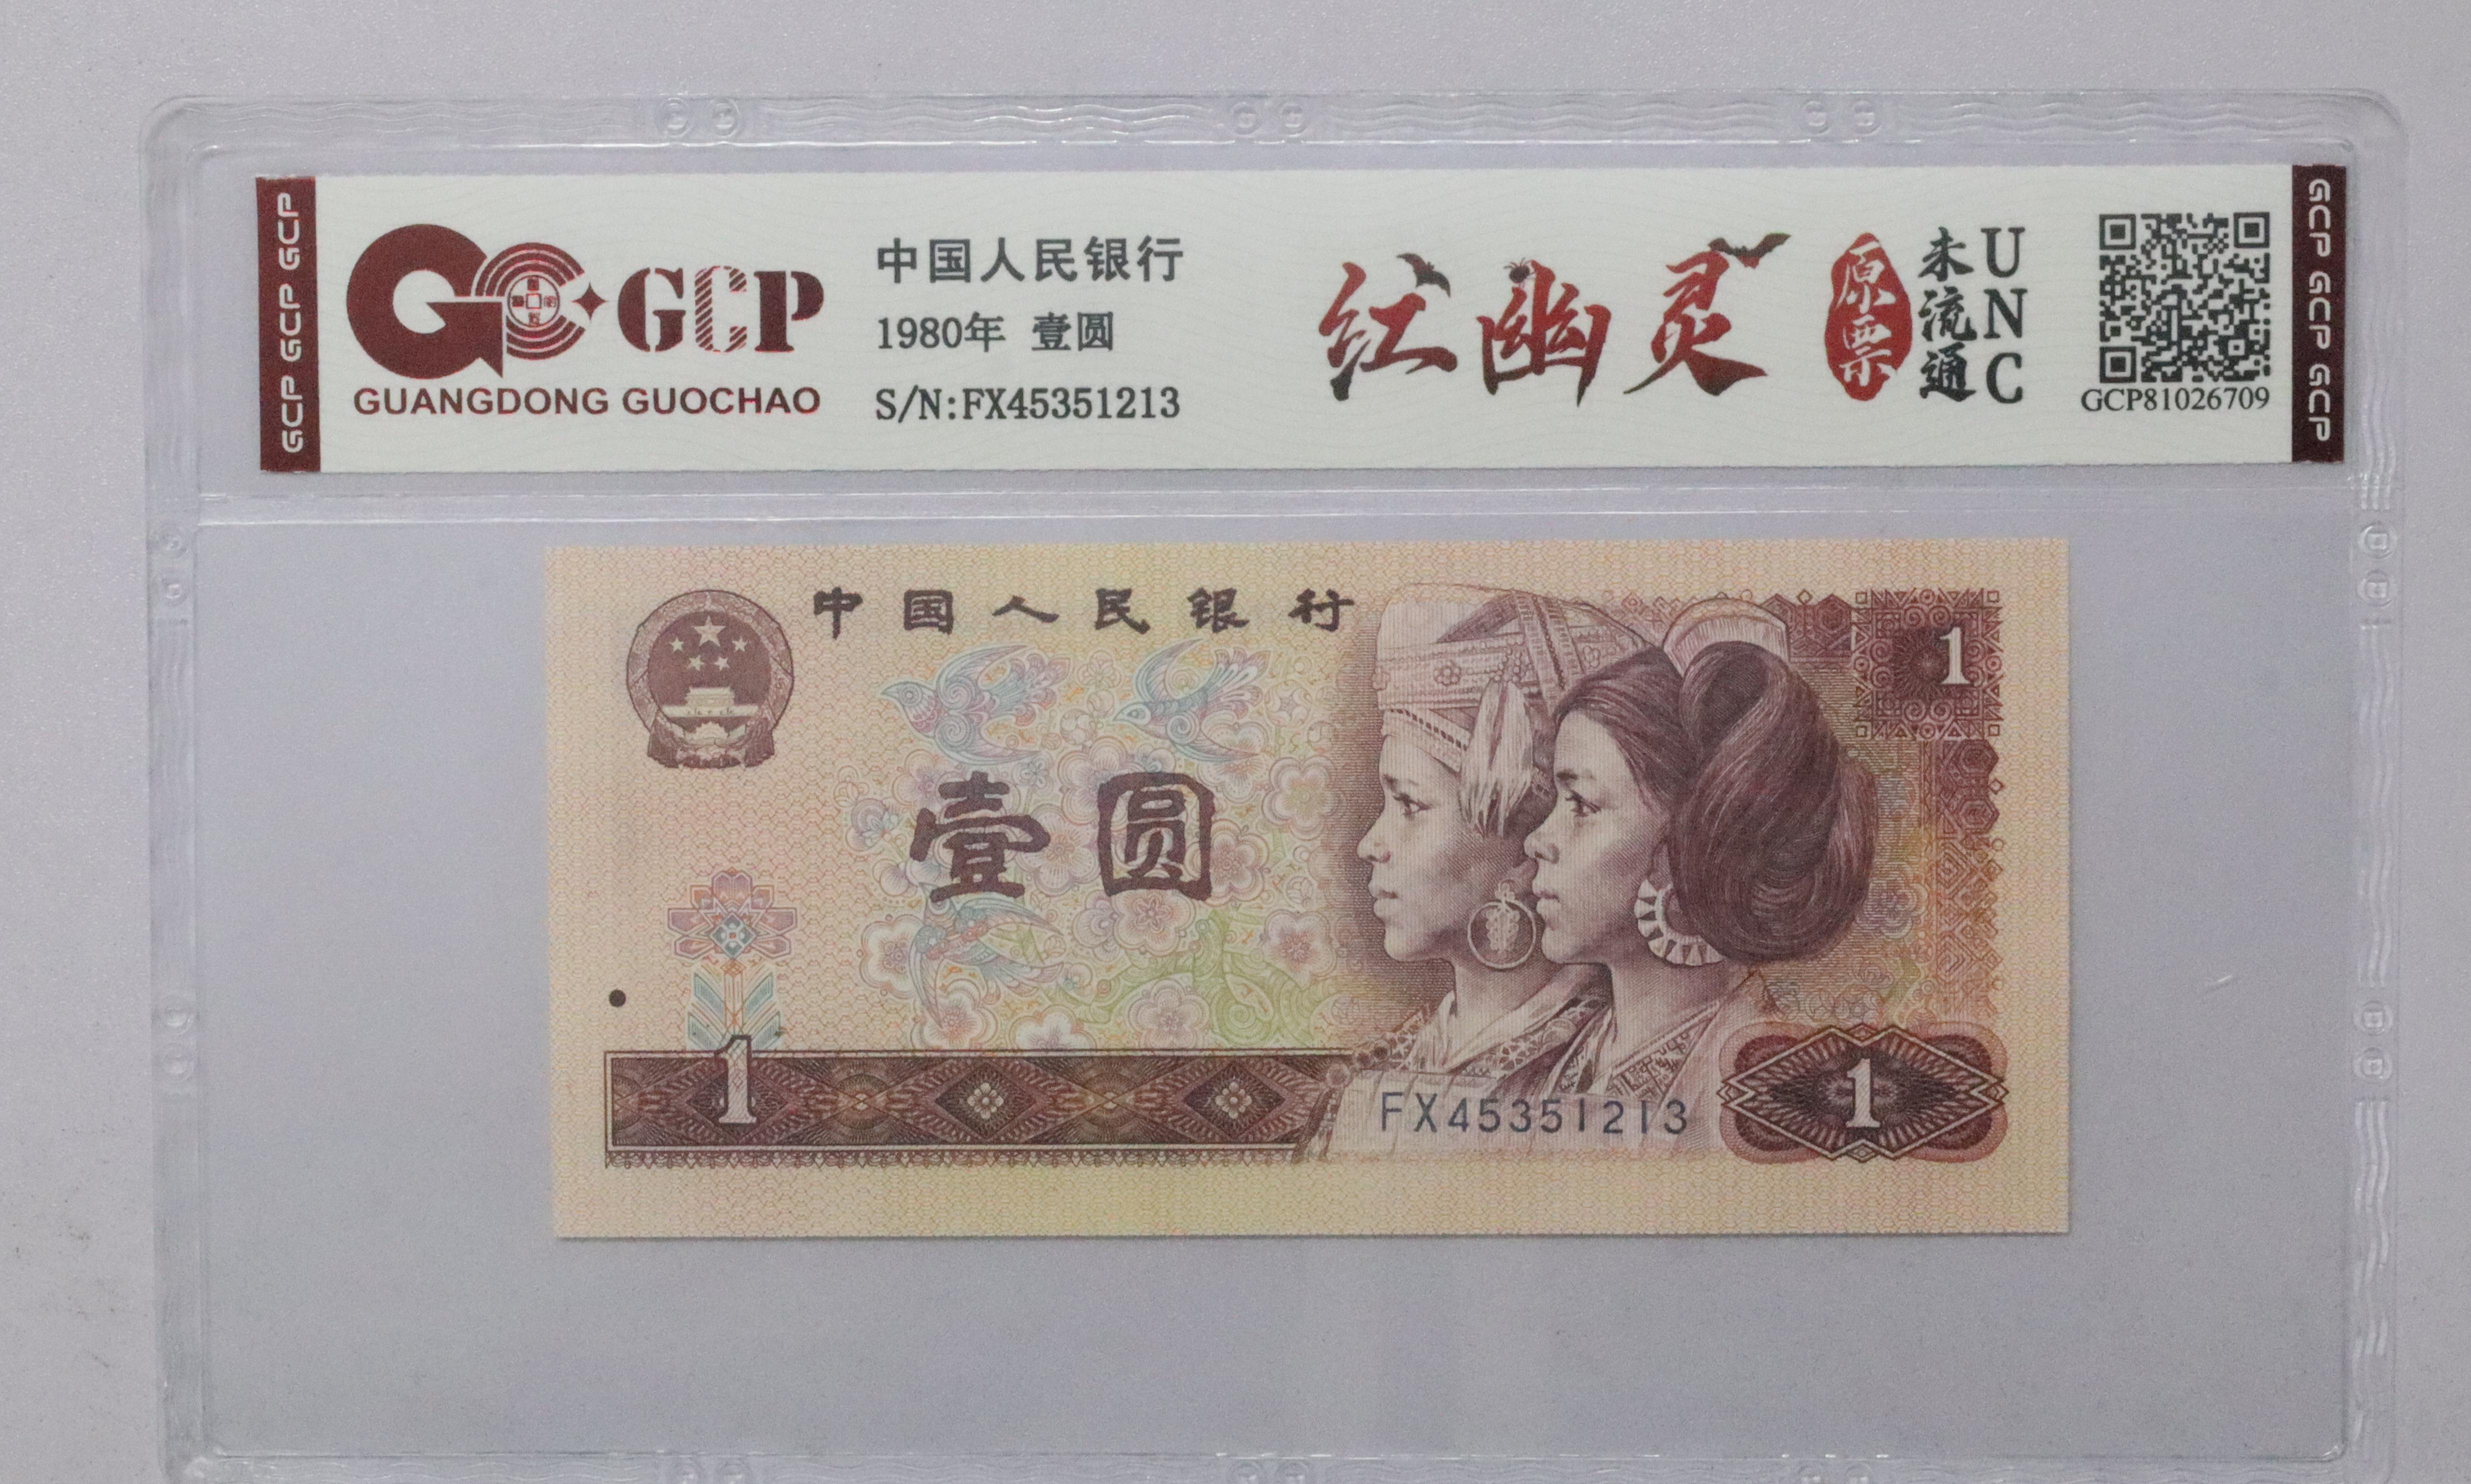 GCP GCP GCP
GCP
GUANGDONG GUOCHAO
中国人民银行
1980年 壹圆
S/N:FX45351213
红幽灵
原票
未流通
UNC
GCP81026709
GCP GCP GCP
中国人民银行
1
壹圆
1
FX45351213
1